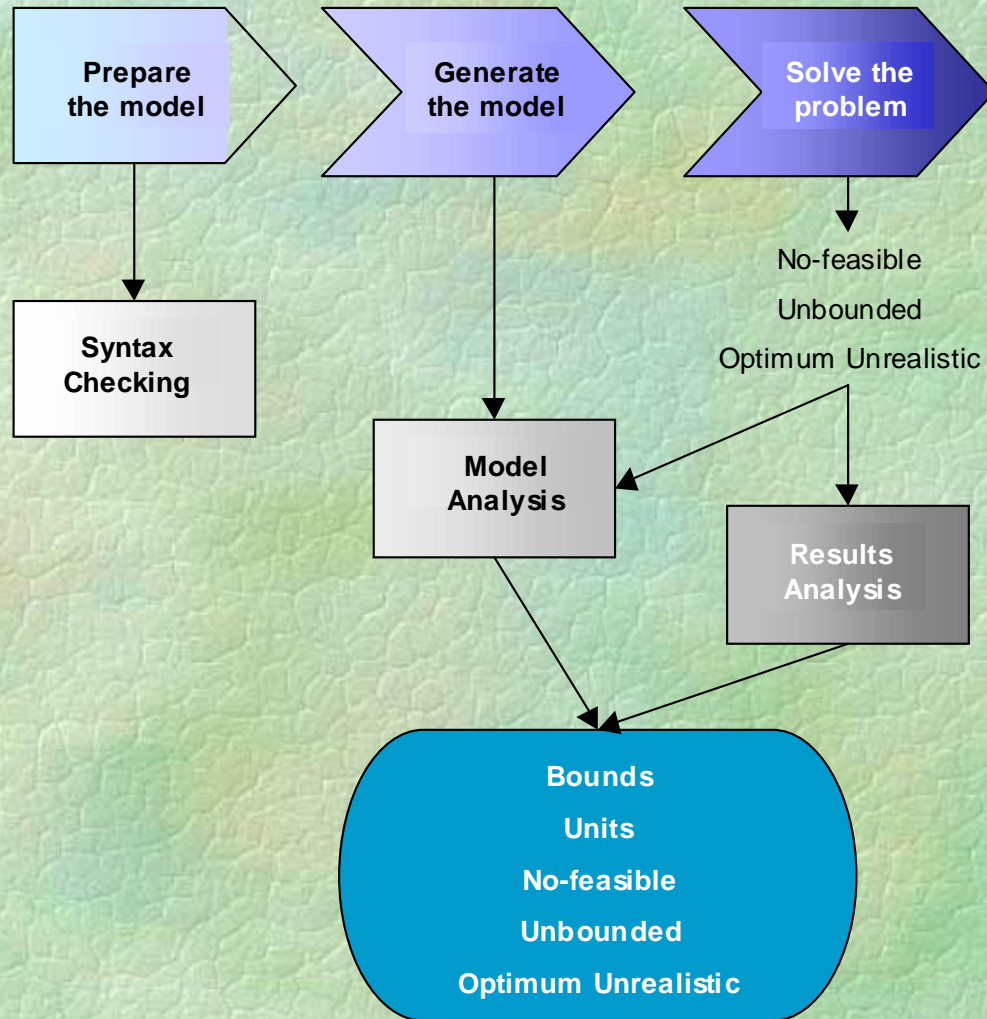 Prepare
the model
Generate
the model
Solve the
problem
No-feasible
Unbounded
Optimum Unrealistic
Syntax
Checking
Model
Analysis
Results
Analysis
Bounds
Units
No-feasible
Unbounded
Optimum Unrealistic